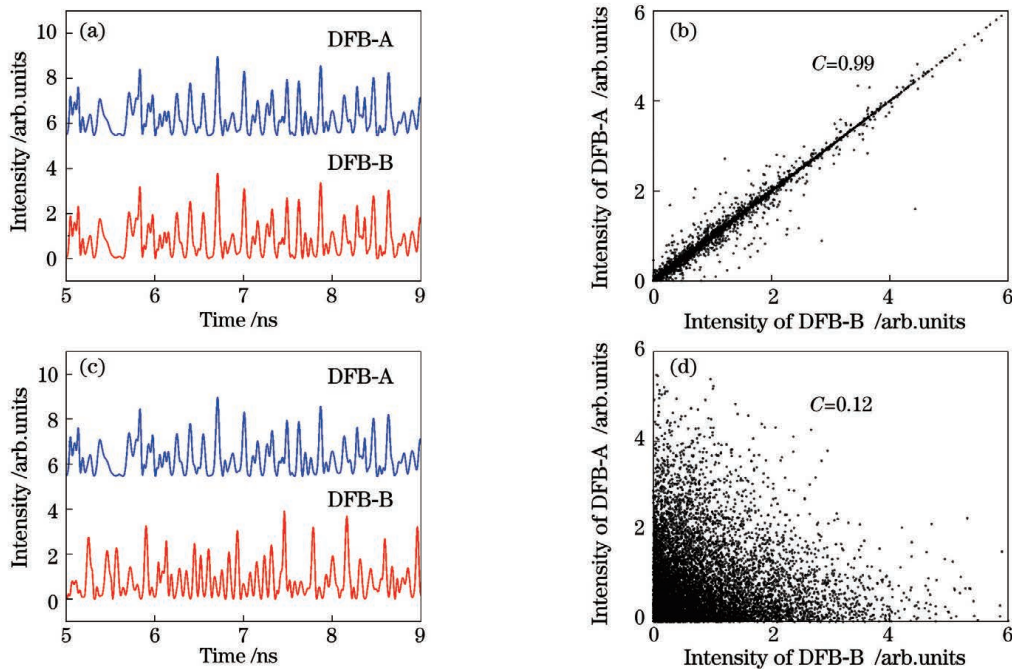 (a)
DFB-A
DFB-B
Intensity /arb.units
10
8
6
4
2
0
5 6 7 8 9
Time /ns
(b)
C=0.99
Intensity of DFB-A /arb.units
6
4
2
0
0 2 4 6
Intensity of DFB-B /arb.units
(c)
DFB-A
DFB-B
Intensity /arb.units
10
8
6
4
2
0
5 6 7 8 9
Time /ns
(d)
C=0.12
Intensity of DFB-A /arb.units
6
4
2
0
0 2 4 6
Intensity of DFB-B /arb.units